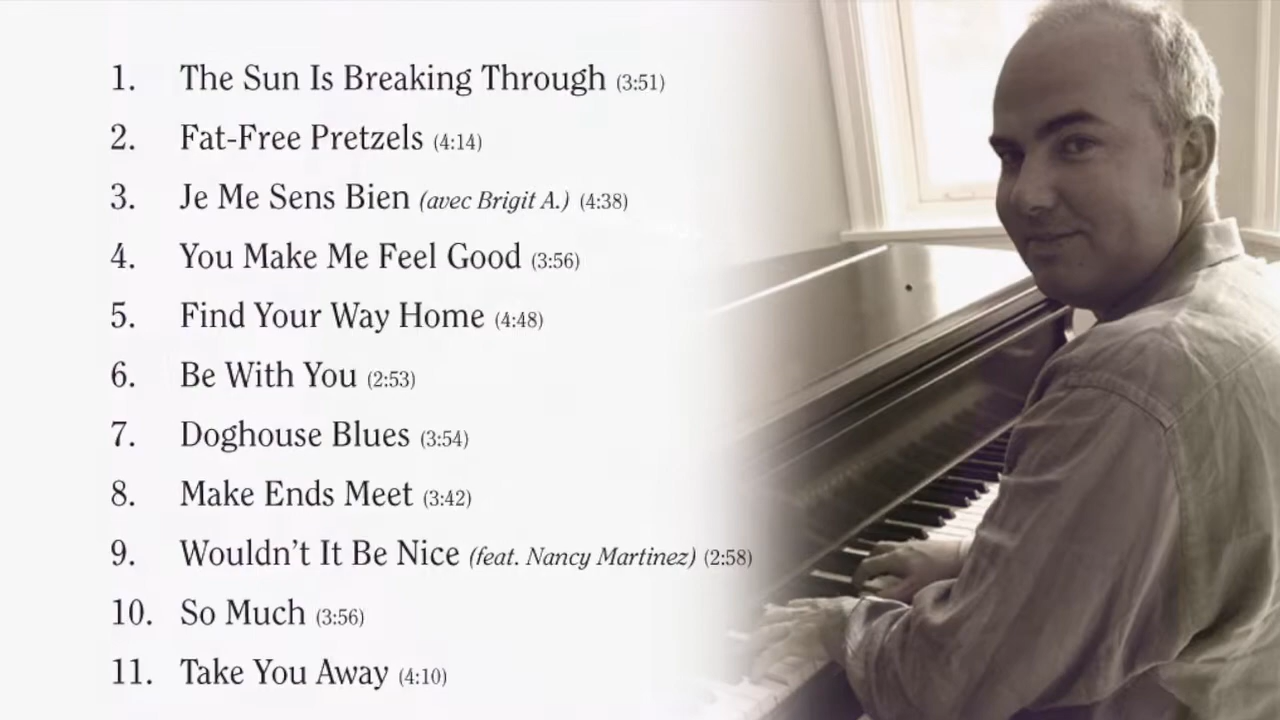 1. The Sun Is Breaking Through (3:51)
2. Fat-Free Pretzels (4:14)
3. Je Me Sens Bien (avec Brigit A.) (4:38)
4. You Make Me Feel Good (3:56)
5. Find Your Way Home (4:48)
6. Be With You (2:53)
7. Doghouse Blues (3:54)
8. Make Ends Meet (3:42)
9. Wouldn’t It Be Nice (feat. Nancy Martinez) (2:58)
10. So Much (3:56)
11. Take You Away (4:10)